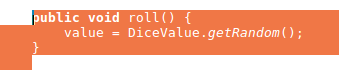 public void roll() {
    value = DiceValue.getRandom();
}